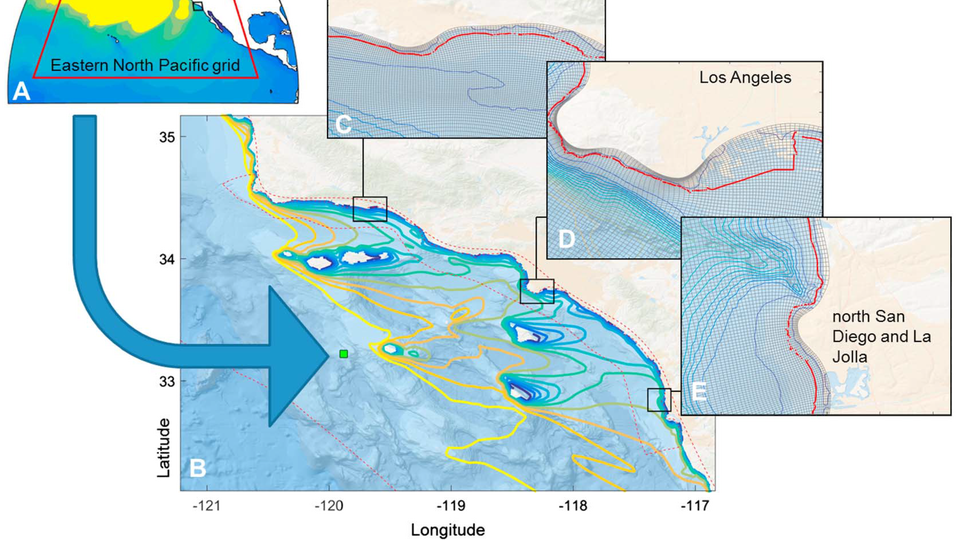 Eastern North Pacific grid
A
C
Los Angeles
D
north San
Diego and La
Jolla
E
B
35
34
33
Latitude
-121
-120
-119
-118
-117
Longitude